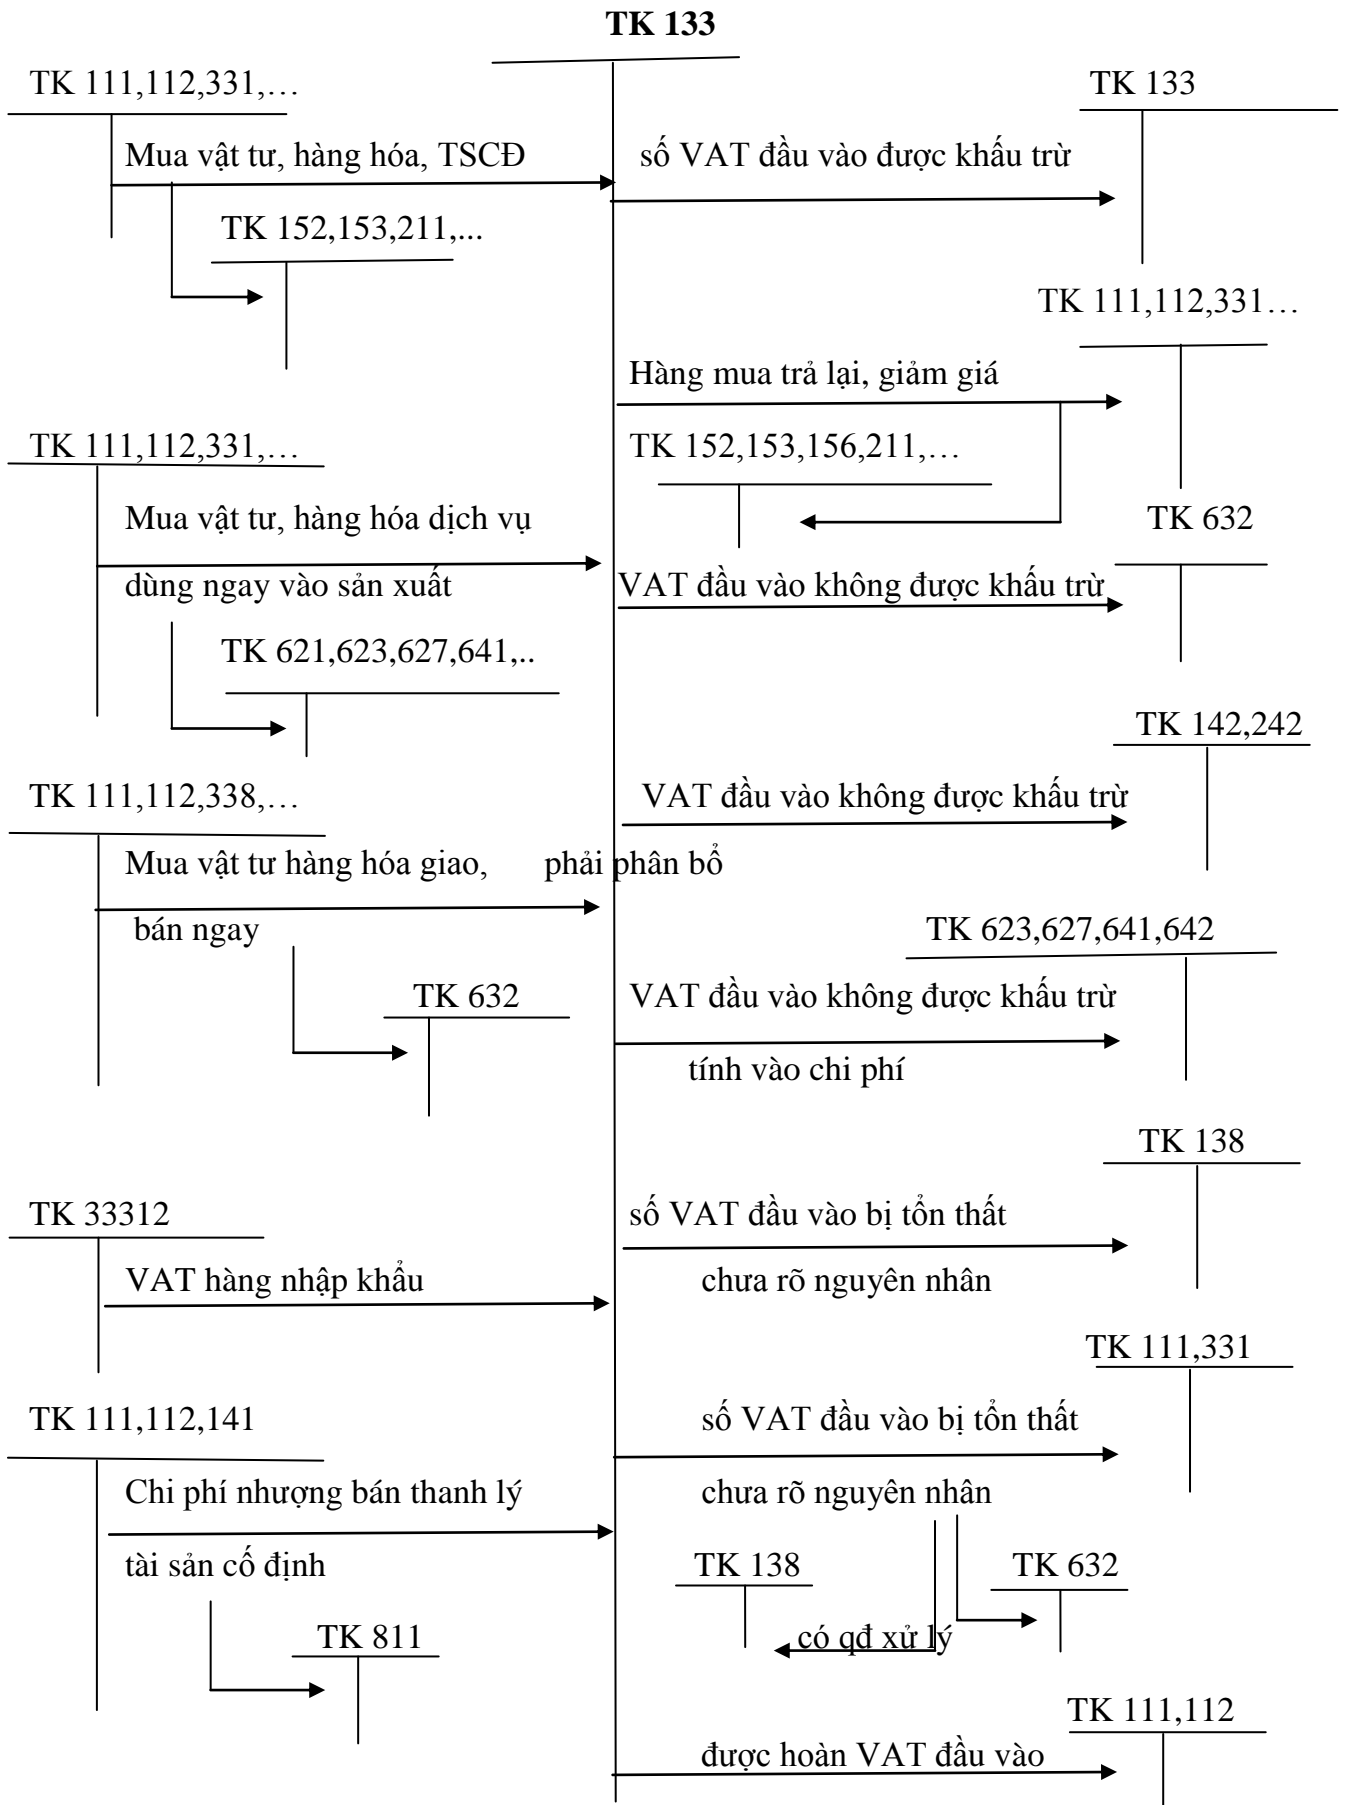 TK 133
TK 111,112,331,…
TK 133
Mua vật tư, hàng hóa, TSCĐ
số VAT đầu vào được khấu trừ
TK 152,153,211,...
TK 111,112,331…
Hàng mua trả lại, giảm giá
TK 111,112,331,…
TK 152,153,156,211,…
Mua vật tư, hàng hóa dịch vụ
TK 632
dùng ngay vào sản xuất
VAT đầu vào không được khấu trừ
TK 621,623,627,641,..
TK 142,242
TK 111,112,338,…
VAT đầu vào không được khấu trừ
Mua vật tư hàng hóa giao,
phải phân bổ
bán ngay
TK 623,627,641,642
TK 632
VAT đầu vào không được khấu trừ
tính vào chi phí
TK 138
TK 33312
số VAT đầu vào bị tổn thất
VAT hàng nhập khẩu
chưa rõ nguyên nhân
TK 111,331
TK 111,112,141
số VAT đầu vào bị tổn thất
Chi phí nhượng bán thanh lý
chưa rõ nguyên nhân
tài sản cố định
TK 138
TK 632
TK 811
có qđ xử lý
TK 111,112
được hoàn VAT đầu vào